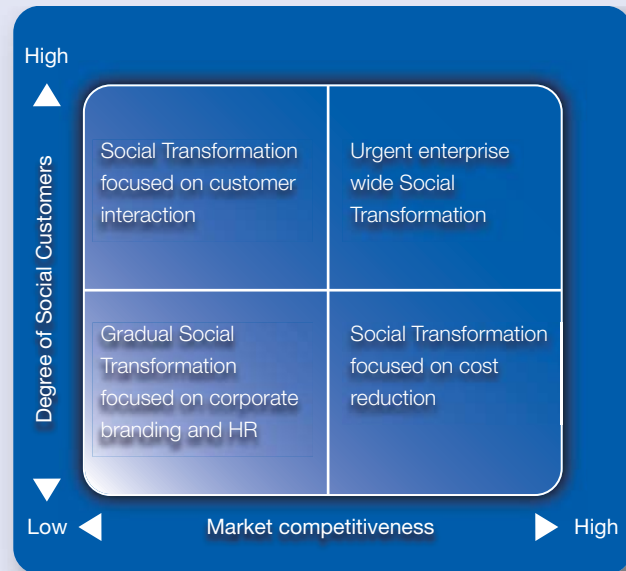 High
Degree of Social Customers
Social Transformation
focused on customer
interaction
Urgent enterprise
wide Social
Transformation
Gradual Social
Transformation
focused on corporate
branding and HR
Social Transformation
focused on cost
reduction
Low
Market competitiveness
High